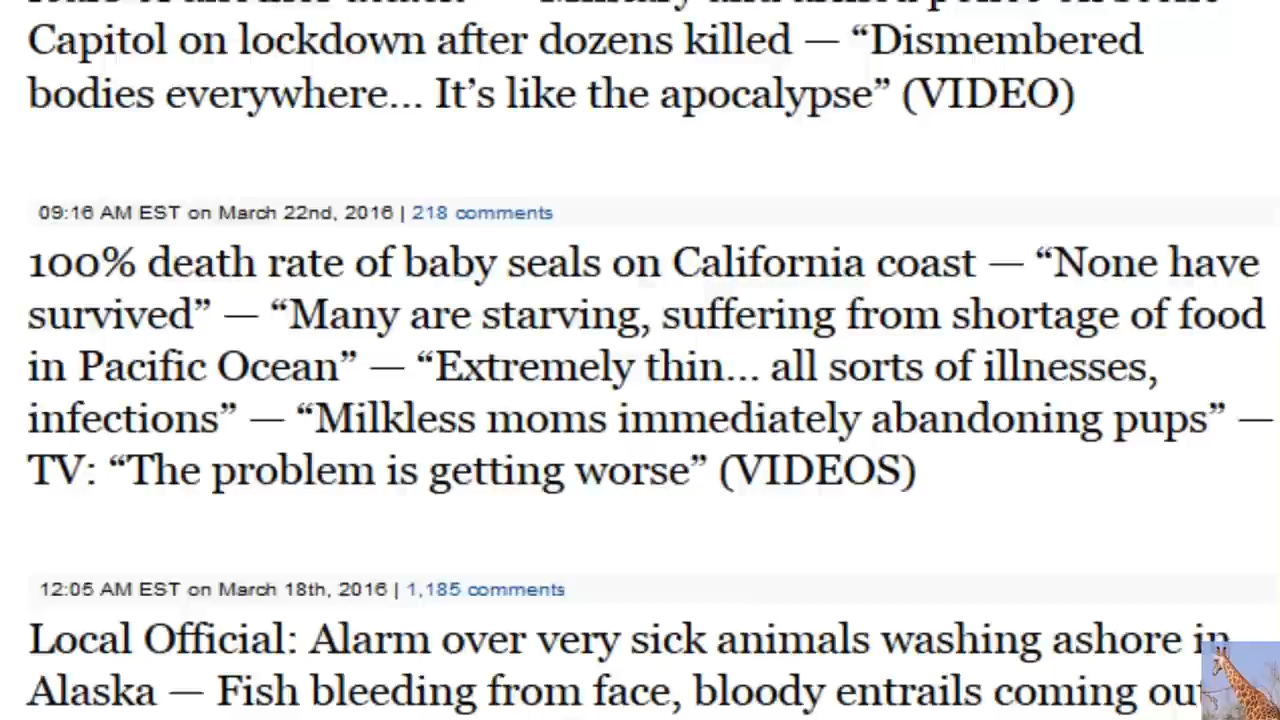 Capitol on lockdown after dozens killed — “Dismembered
bodies everywhere… It’s like the apocalypse” (VIDEO)
09:16 AM EST on March 22nd, 2016 | 218 comments
100% death rate of baby seals on California coast — “None have
survived” — “Many are starving, suffering from shortage of food
in Pacific Ocean” — “Extremely thin… all sorts of illnesses,
infections” — “Milkless moms immediately abandoning pups” —
TV: “The problem is getting worse” (VIDEOS)
12:05 AM EST on March 18th, 2016 | 1,185 comments
Local Official: Alarm over very sick animals washing ashore in
Alaska — Fish bleeding from face, bloody entrails coming out